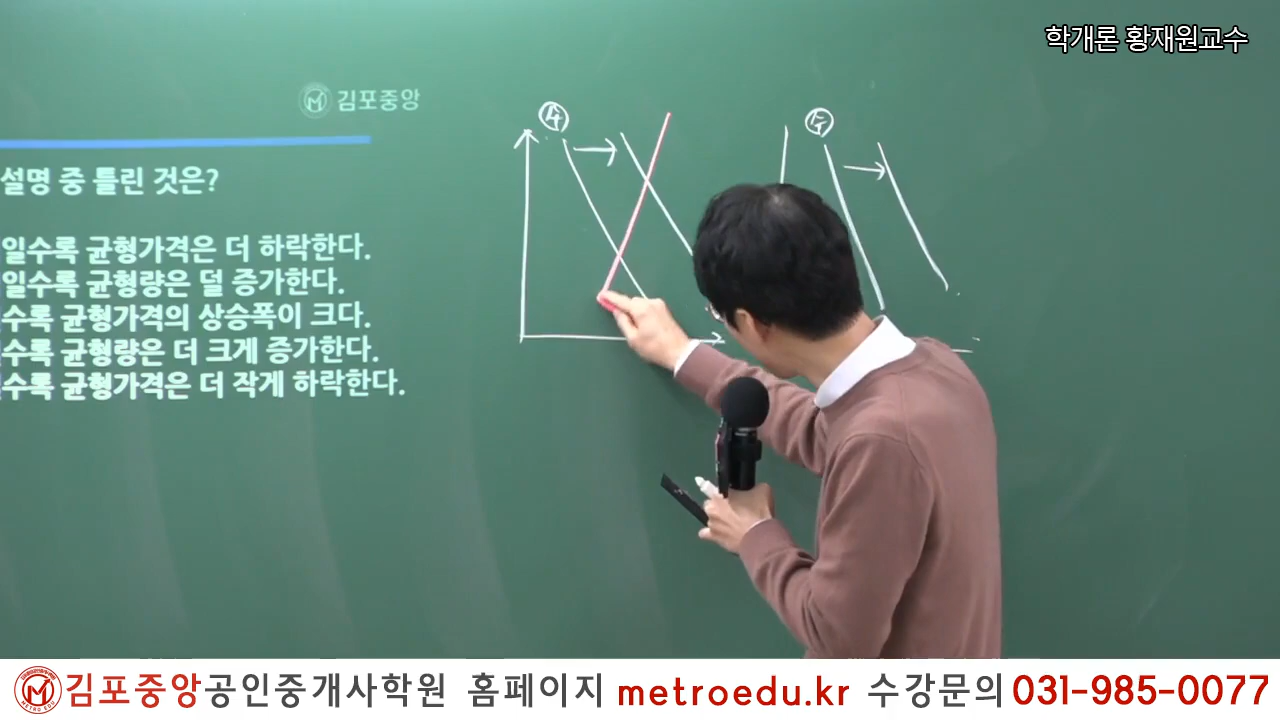 학개론 황재원교수
김포중앙
설명 중 틀린 것은?
일수록 균형가격은 더 하락한다.
일수록 균형량은 덜 증가한다.
수록 균형가격의 상승폭이 크다.
수록 균형량은 더 크게 증가한다.
수록 균형가격은 더 작게 하락한다.
김포중앙공인중개사학원 홈페이지 metroedu.kr 수강문의 031-985-0077